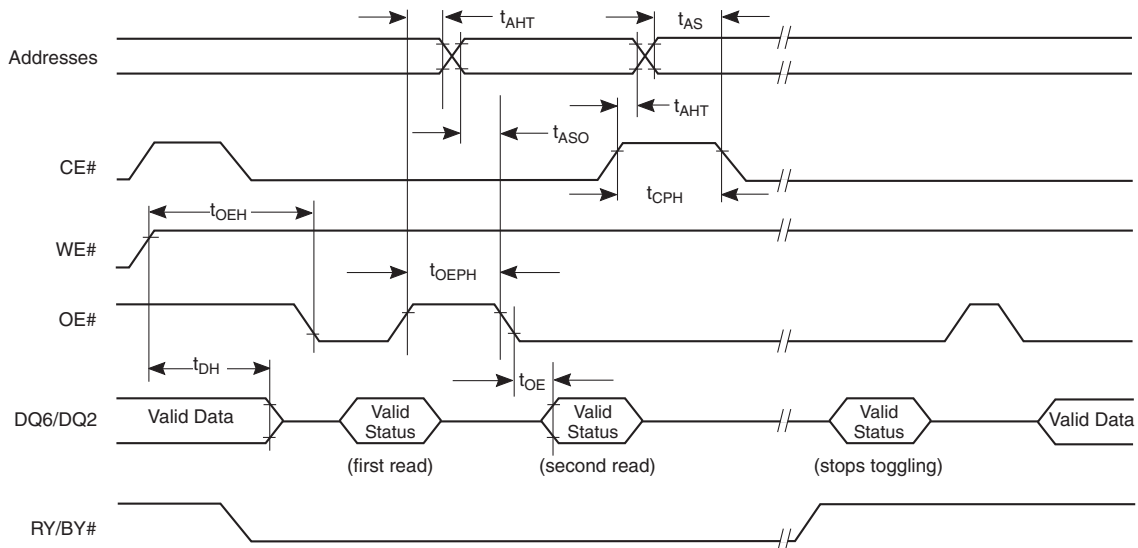 tAHT
tAS
Addresses
tAHT
tASO
CE#
tCPH
tOEH
WE#
tOEPH
OE#
tDH
tOE
DQ6/DQ2
Valid Data
Valid
Status
Valid
Status
Valid
Status
Valid Data
(first read)
(second read)
(stops toggling)
RY/BY#